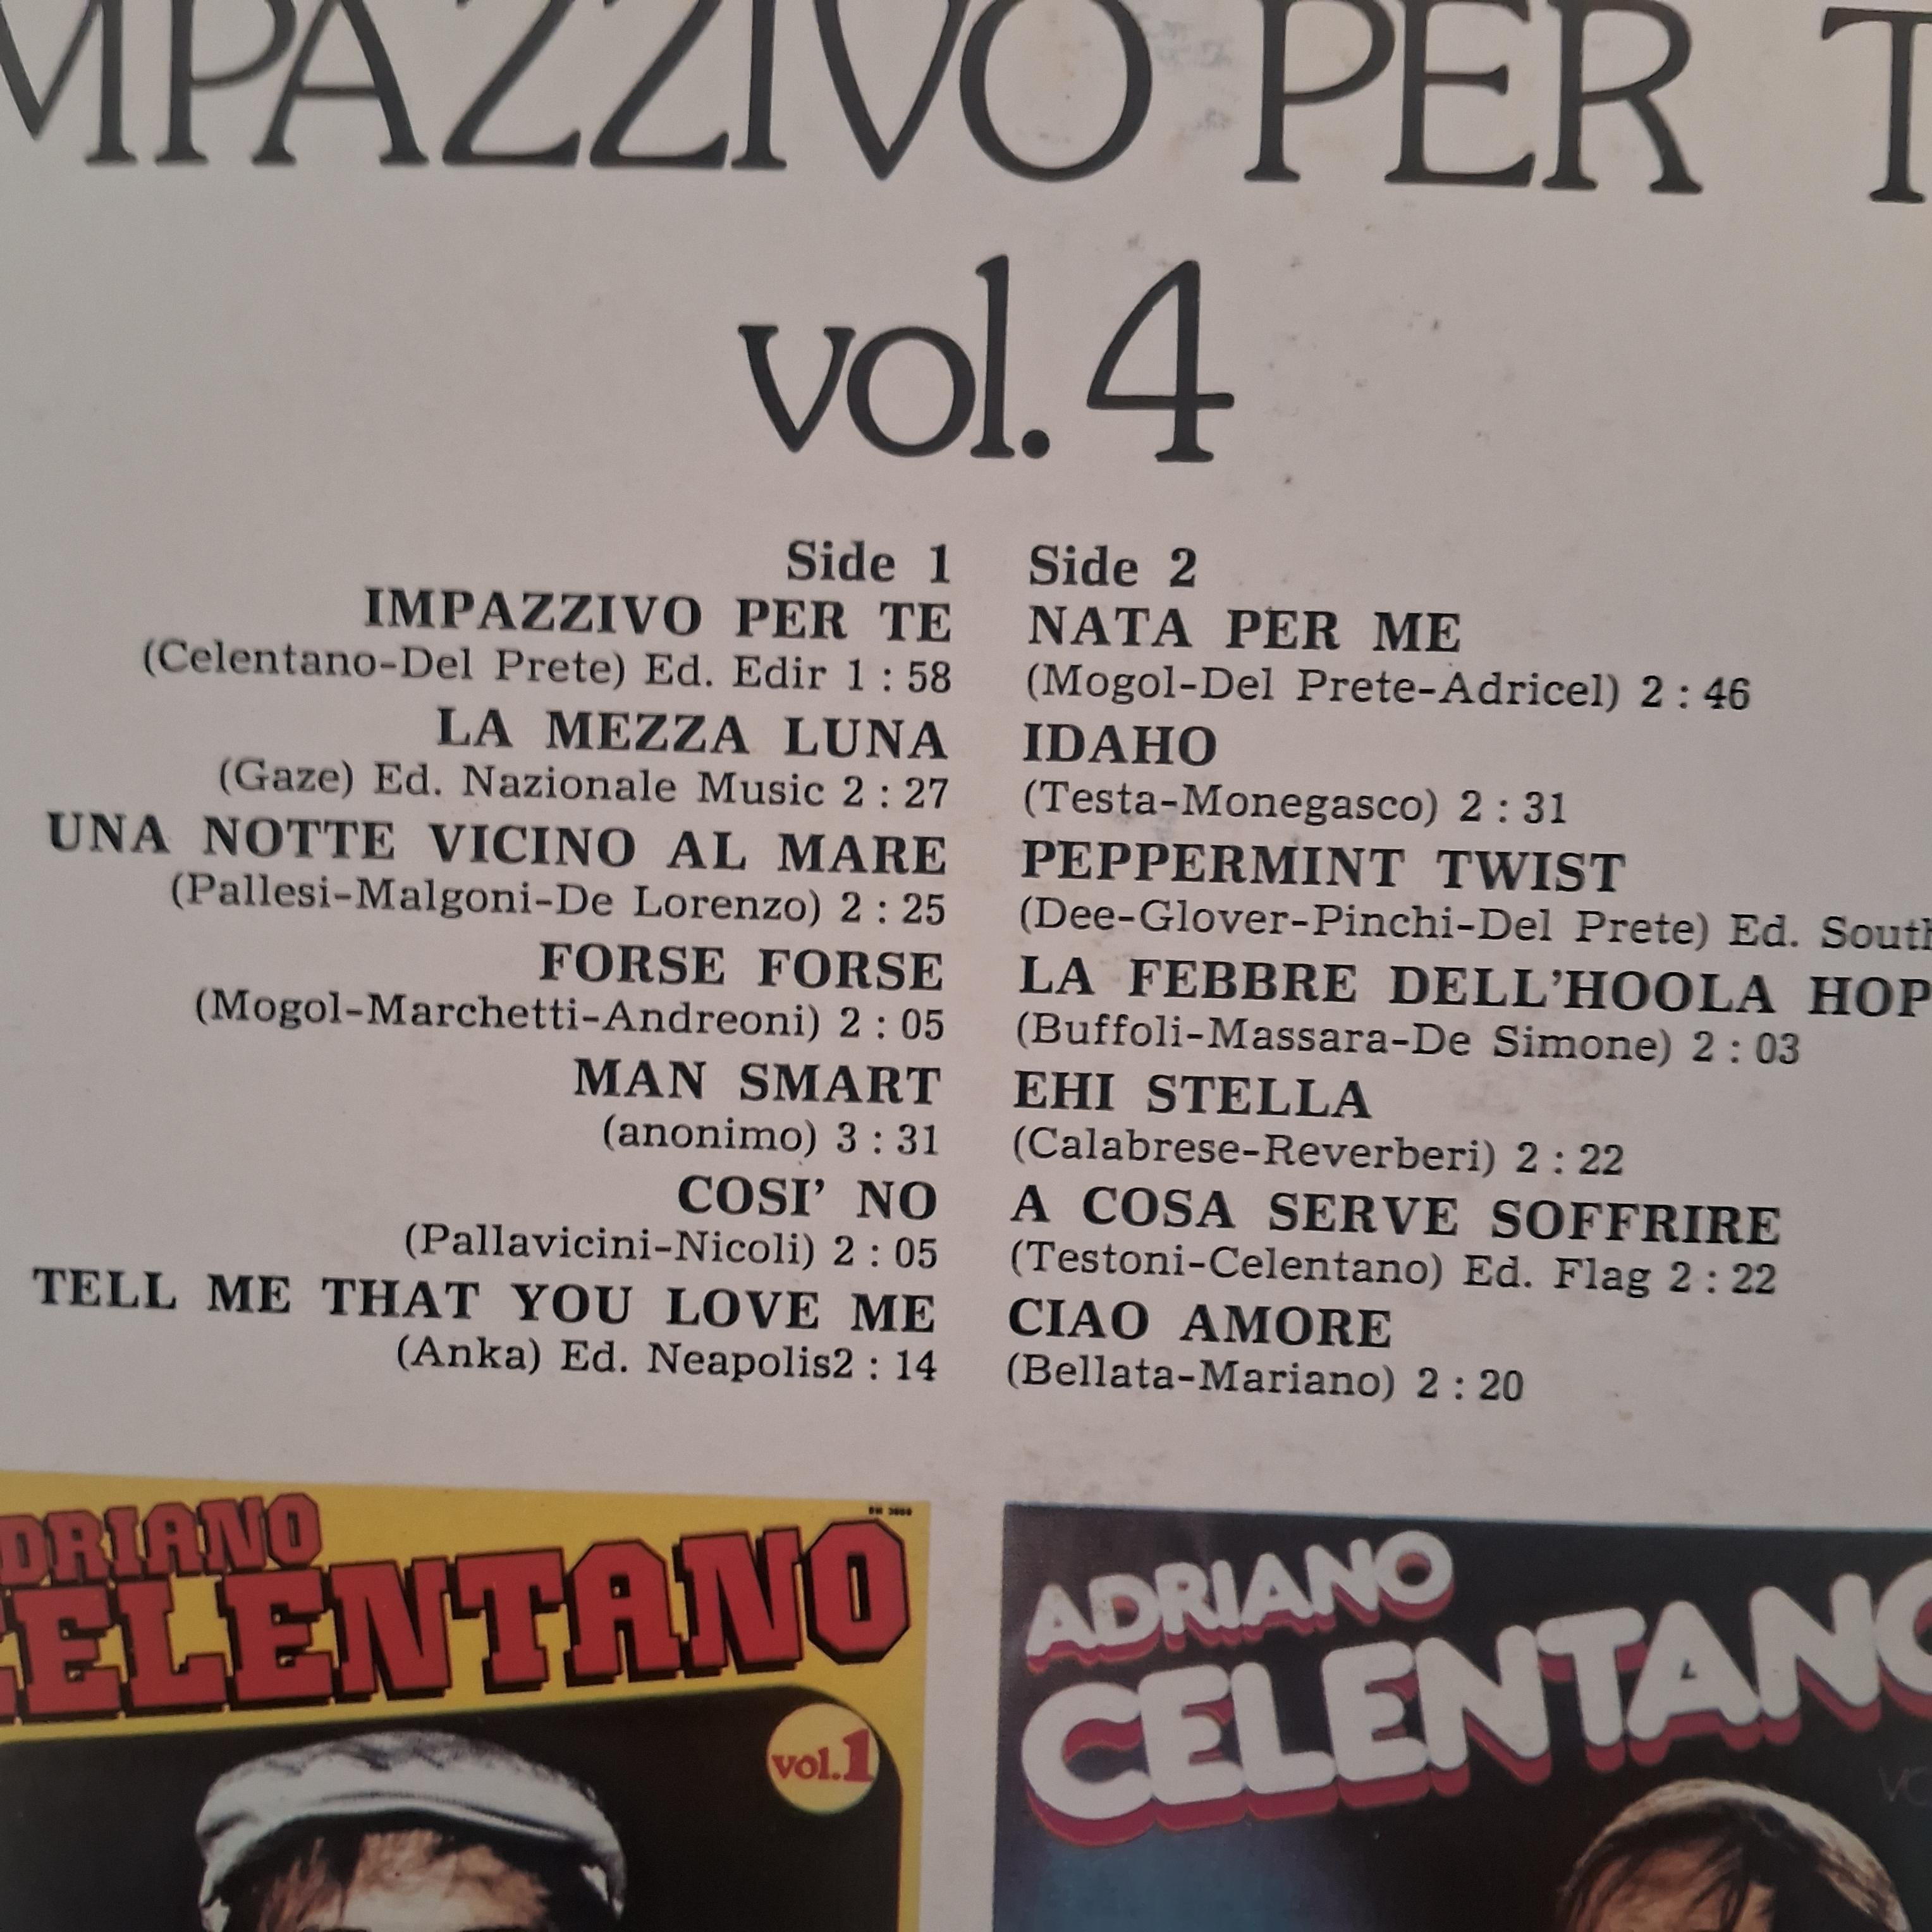 IMPAZZIVO PER T
vol. 4
Side 1
IMPAZZIVO PER TE
(Celentano-Del Prete) Ed. Edir 1 : 58
LA MEZZA LUNA
(Gaze) Ed. Nazionale Music 2 : 27
UNA NOTTE VICINO AL MARE
(Pallesi-Malgoni-De Lorenzo) 2 : 25
FORSE FORSE
(Mogol-Marchetti-Andreoni) 2 : 05
MAN SMART
(anonimo) 3 : 31
COSI' NO
(Pallavicini-Nicoli) 2 : 05
TELL ME THAT YOU LOVE ME
(Anka) Ed. Neapolis2 : 14
Side 2
NATA PER ME
(Mogol-Del Prete-Adricel) 2 : 46
IDAHO
(Testa-Monegasco) 2 : 31
PEPPERMINT TWIST
(Dee-Glover-Pinchi-Del Prete) Ed. South
LA FEBBRE DELL'HOOLA HOP
(Buffoli-Massara-De Simone) 2 : 03
EHI STELLA
(Calabrese-Reverberi) 2 : 22
A COSA SERVE SOFFRIRE
(Testoni-Celentano) Ed. Flag 2 : 22
CIAO AMORE
(Bellata-Mariano) 2 : 20
DRIANO
CELENTANO
vol.1
ADRIANO
CELENTANO